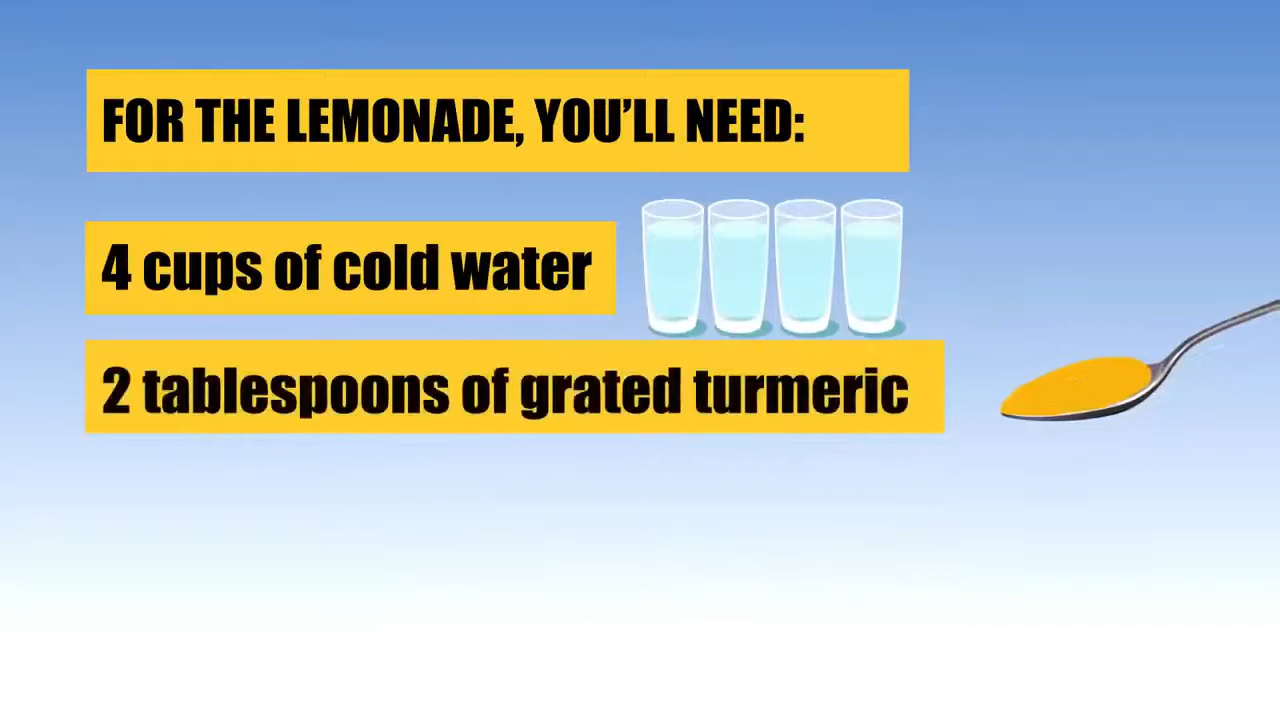 FOR THE LEMONADE, YOU’LL NEED:
4 cups of cold water
2 tablespoons of grated turmeric